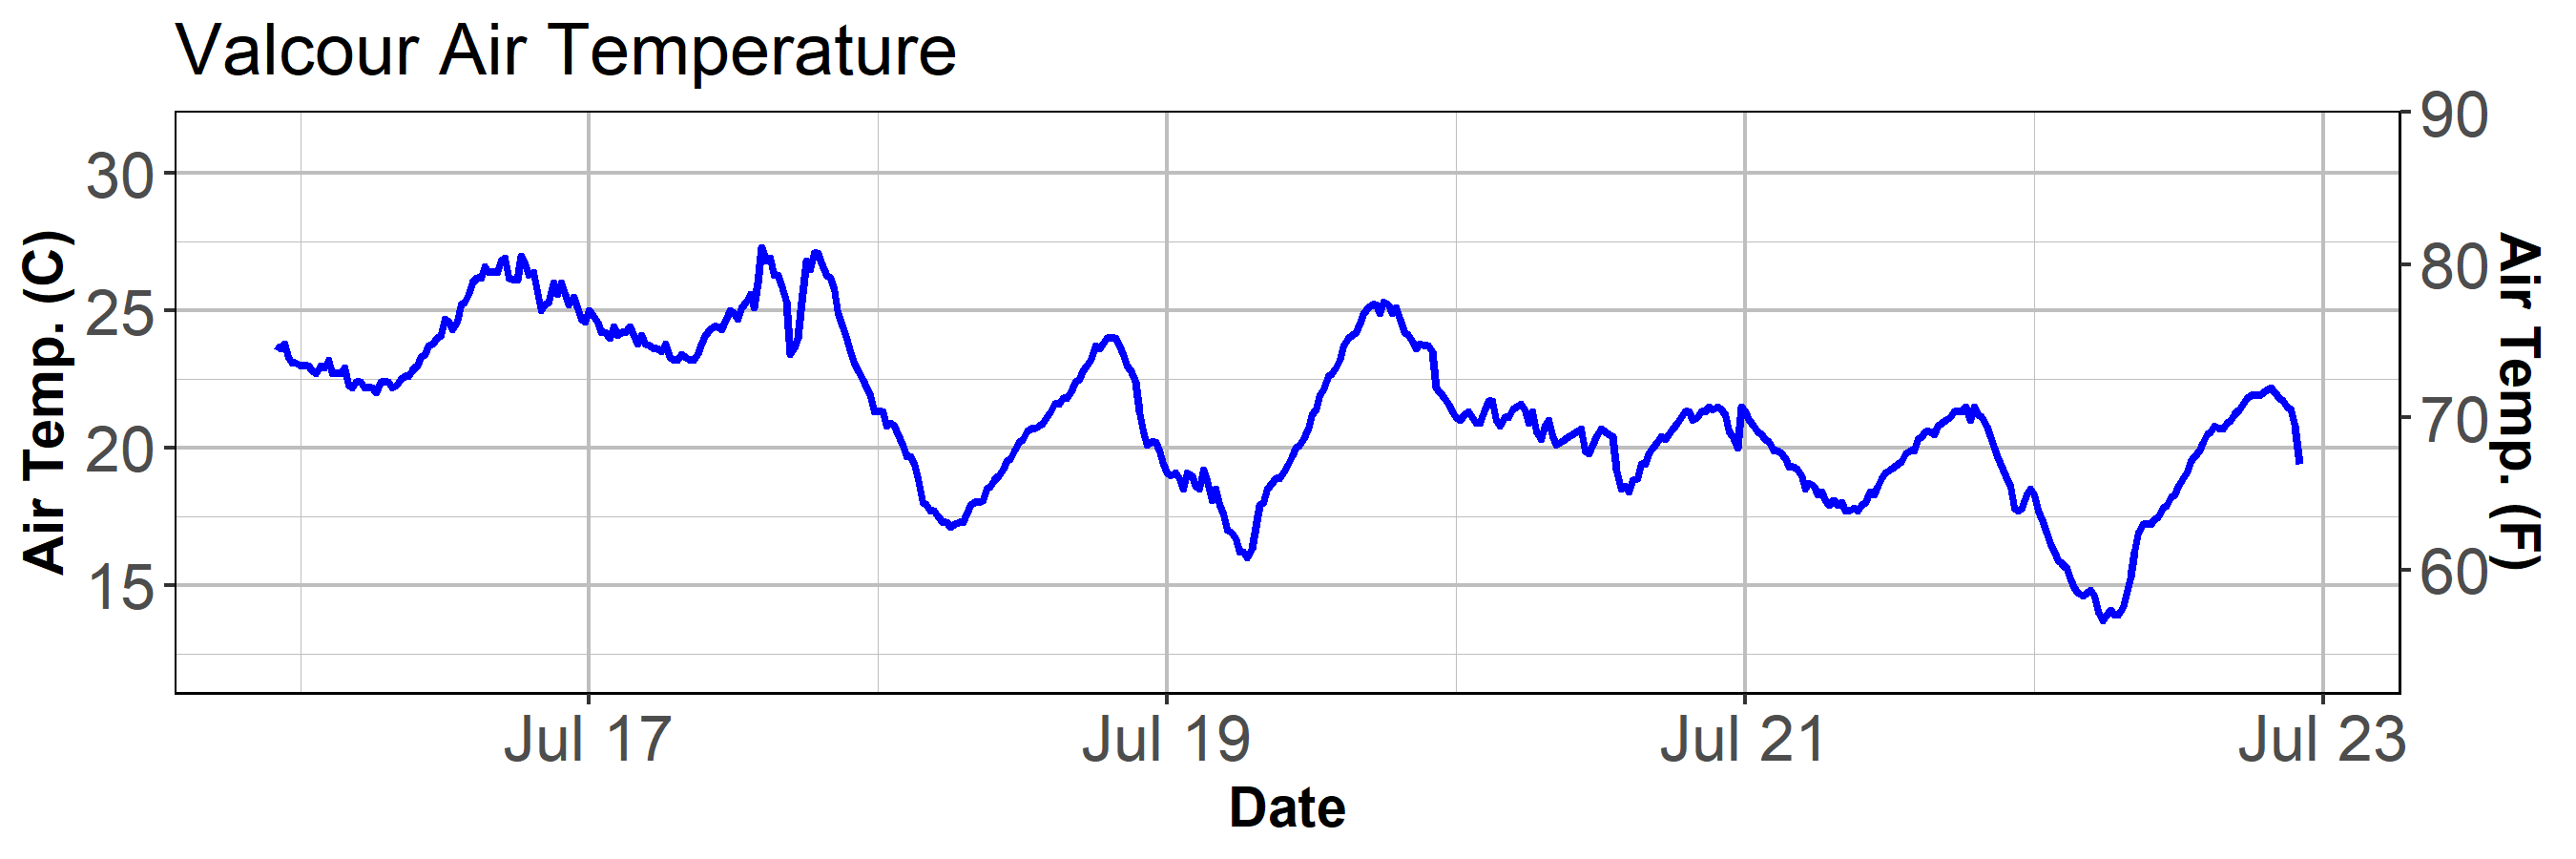 Valcour Air Temperature
Air Temp. (C)
30
25
20
15
90
80
70
60
Air Temp. (F)
Jul 17
Jul 19
Jul 21
Jul 23
Date